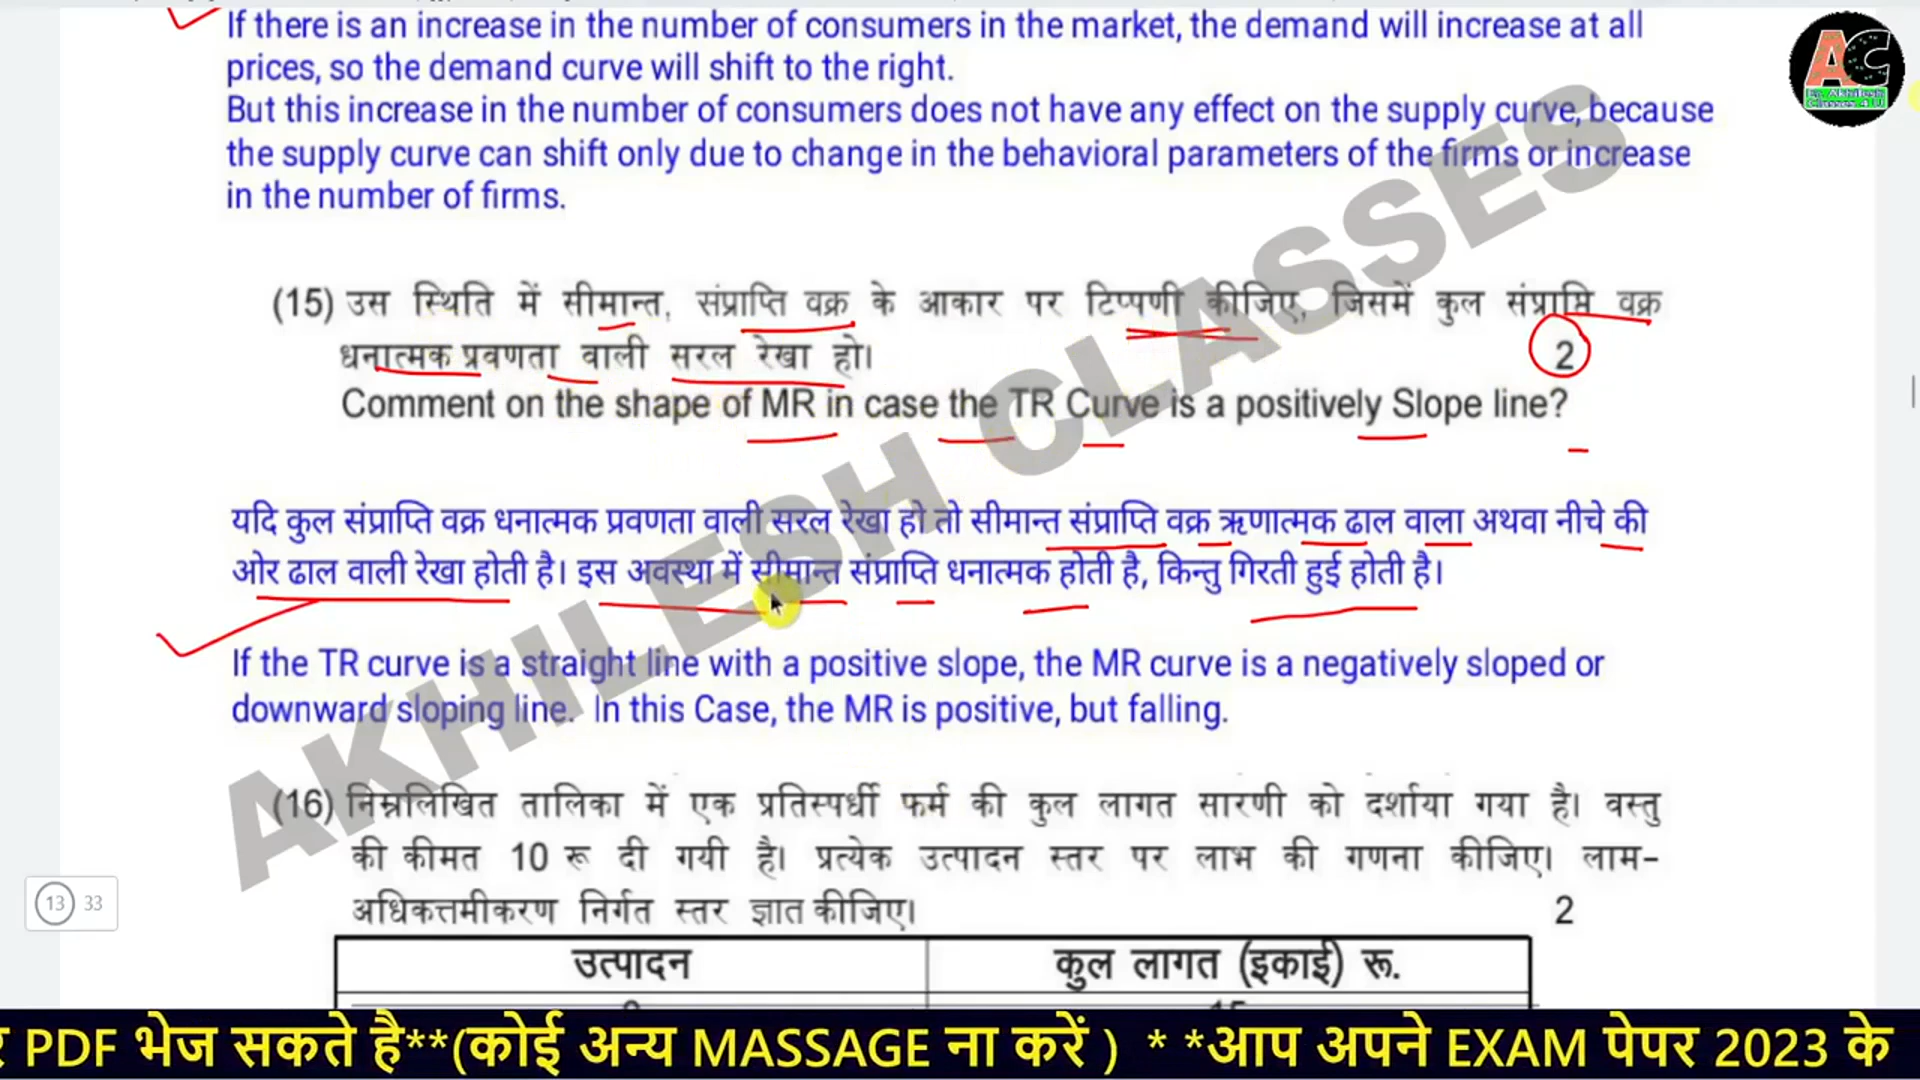 If there is an increase in the number of consumers in the market, the demand will increase at all
prices, so the demand curve will shift to the right.
But this increase in the number of consumers does not have any effect on the supply curve, because
the supply curve can shift only due to change in the behavioral parameters of the firms or increase
in the number of firms.
AC
Er. Akhilesh
Classes 4 U
(15) उस स्थिति में सीमान्त, संप्राप्ति वक्र के आकार पर टिप्पणी कीजिए, जिसमें कुल संप्राप्ति वक्र
धनात्मक प्रवणता वाली सरल रेखा हो। 2
Comment on the shape of MR in case the TR Curve is a positively Slope line?
यदि कुल संप्राप्ति वक्र धनात्मक प्रवणता वाली सरल रेखा हो तो सीमान्त संप्राप्ति वक्र ऋणात्मक ढाल वाला अथवा नीचे की
ओर ढाल वाली रेखा होती है। इस अवस्था में सीमान्त संप्राप्ति धनात्मक होती है, किन्तु गिरती हुई होती है।
If the TR curve is a straight line with a positive slope, the MR curve is a negatively sloped or
downward sloping line. In this Case, the MR is positive, but falling.
AKHILESH CLASSES
(16) निम्नलिखित तालिका में एक प्रतिस्पर्धी फर्म की कुल लागत सारणी को दर्शाया गया है। वस्तु
की कीमत 10 रू दी गयी है। प्रत्येक उत्पादन स्तर पर लाभ की गणना कीजिए। लाम-
अधिकत्तमीकरण निर्गत स्तर ज्ञात कीजिए। 2
13 33
उत्पादन कुल लागत (इकाई) रू.
PDF भेज सकते है**(कोई अन्य MASSAGE ना करें ) * *आप अपने EXAM पेपर 2023 के